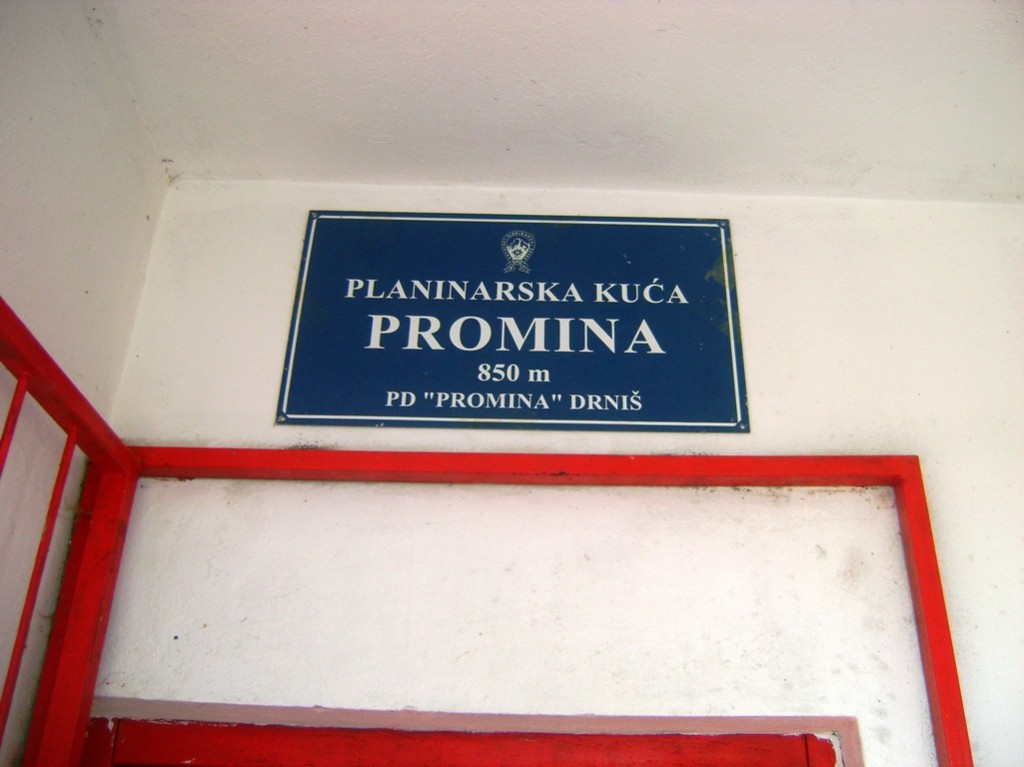 PLANINARSKA KUĆA
PROMINA
850 m
PD "PROMINA" DRNIŠ